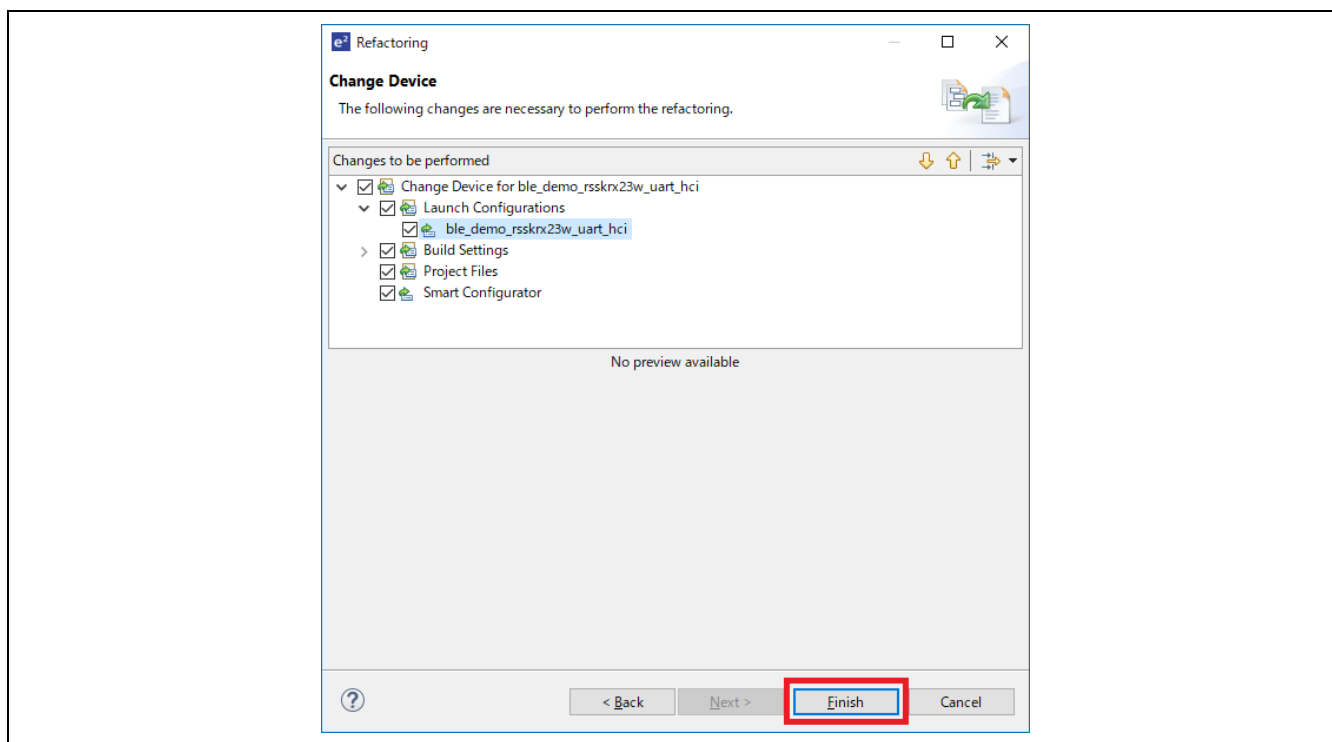 e² Refactoring
Change Device
The following changes are necessary to perform the refactoring.
Changes to be performed
Change Device for ble_demo_rsskrx23w_uart_hci
Launch Configurations
ble_demo_rsskrx23w_uart_hci
Build Settings
Project Files
Smart Configurator
No preview available
? < Back Next > Finish Cancel